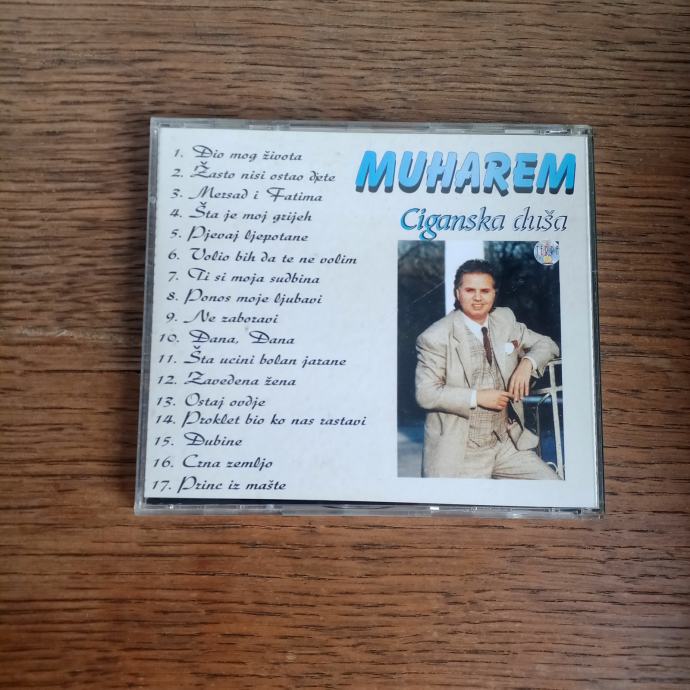 MUHAREM
Ciganska duša
1. Dio mog života
2. Žasto nisi ostao djete
3. Mersad i Fatima
4. Šta je moj grijeh
5. Pjevaj ljepotane
6. Volio bih da te ne volim
7. Ti si moja sudbina
8. Ponos moje ljubavi
9. Ne zaboravi
10. Dana, Dana
11. Šta ucini bolan jarane
12. Zavedena žena
13. Ostaj ovdje
14. Proklet bio ko nas rastavi
15. Dubine
16. Crna zemljo
17. Princ iz mašte